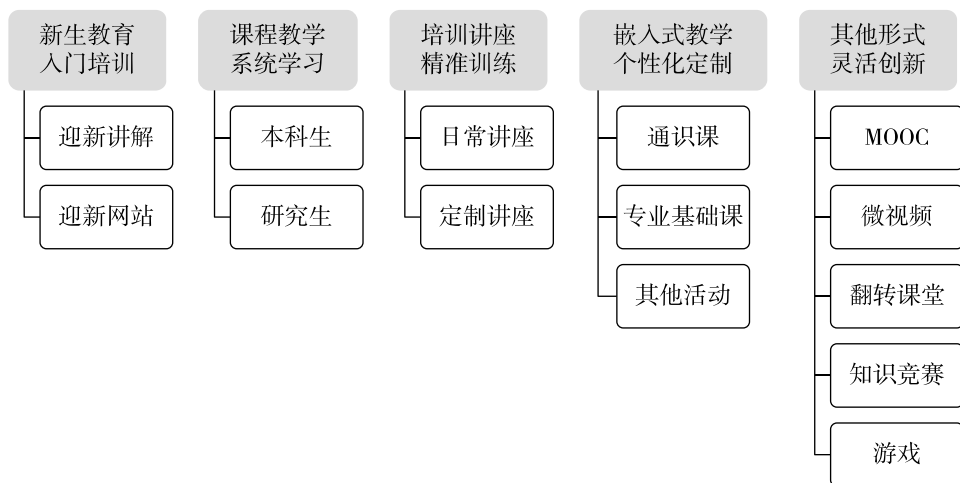 新生教育
入门培训
迎新讲解
迎新网站
课程教学
系统学习
本科生
研究生
培训讲座
精准训练
日常讲座
定制讲座
嵌入式教学
个性化定制
通识课
专业基础课
其他活动
其他形式
灵活创新
MOOC
微视频
翻转课堂
知识竞赛
游戏